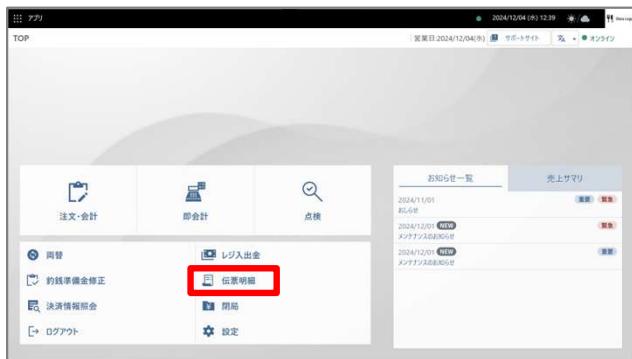 アプリ
2024/12/04 (水) 12:39
TOP
営業日:2024/12/04(水)
サポートサイト
オンライン
注文・会計
即会計
点検
両替
レジ入出金
釣銭準備金修正
伝票明細
決済情報照会
閉局
ログアウト
設定
お知らせ一覧
売上サマリ
2024/11/01
重要
緊急
お知らせ
2024/12/01 NEW
緊急
メンテナンスのお知らせ
2024/12/01 NEW
重要
メンテナンスのお知らせ